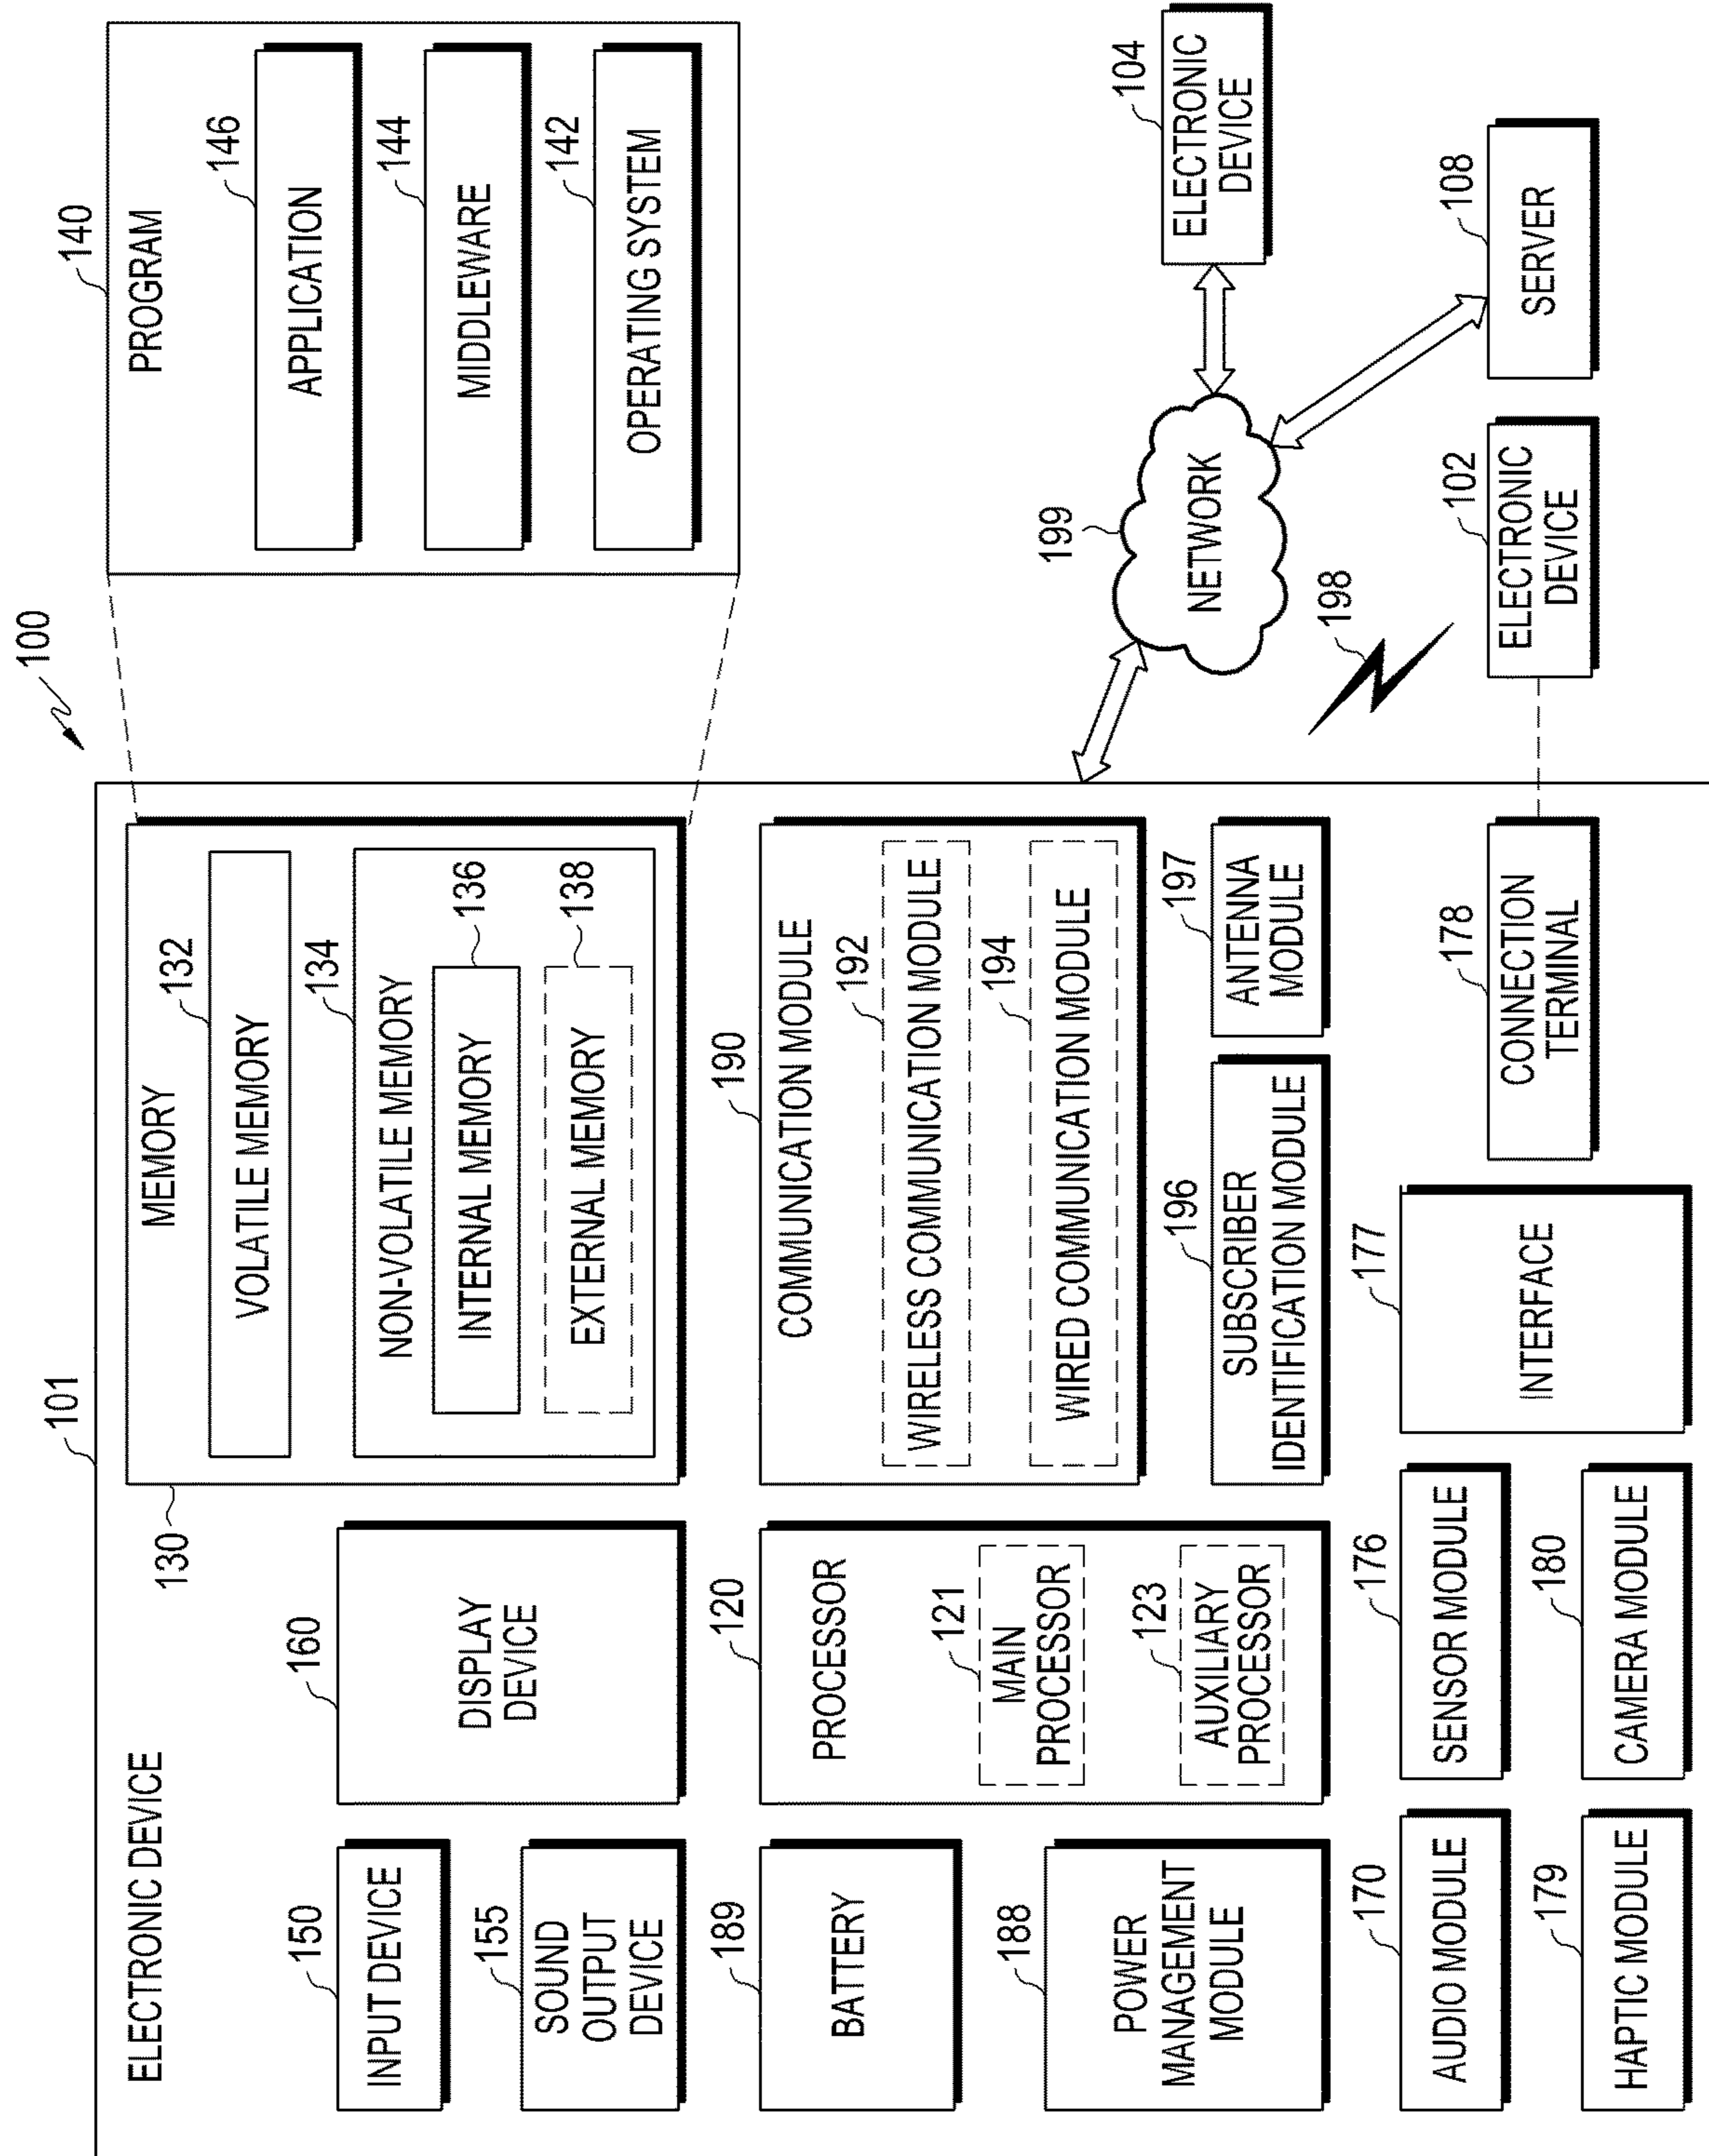 100
101
ELECTRONIC DEVICE
130
MEMORY
VOLATILE MEMORY
132
NON-VOLATILE MEMORY
134
INTERNAL MEMORY
136
EXTERNAL MEMORY
138
140
PROGRAM
146
APPLICATION
144
MIDDLEWARE
142
OPERATING SYSTEM
150
INPUT DEVICE
155
SOUND
OUTPUT
DEVICE
160
DISPLAY
DEVICE
189
BATTERY
188
POWER
MANAGEMENT
MODULE
120
PROCESSOR
121
MAIN
PROCESSOR
123
AUXILIARY
PROCESSOR
190
COMMUNICATION MODULE
192
WIRELESS COMMUNICATION MODULE
194
WIRED COMMUNICATION MODULE
196
SUBSCRIBER
IDENTIFICATION MODULE
197
ANTENNA
MODULE
170
AUDIO MODULE
176
SENSOR MODULE
177
INTERFACE
178
CONNECTION
TERMINAL
179
HAPTIC MODULE
180
CAMERA MODULE
199
NETWORK
198
104
ELECTRONIC
DEVICE
102
ELECTRONIC
DEVICE
108
SERVER